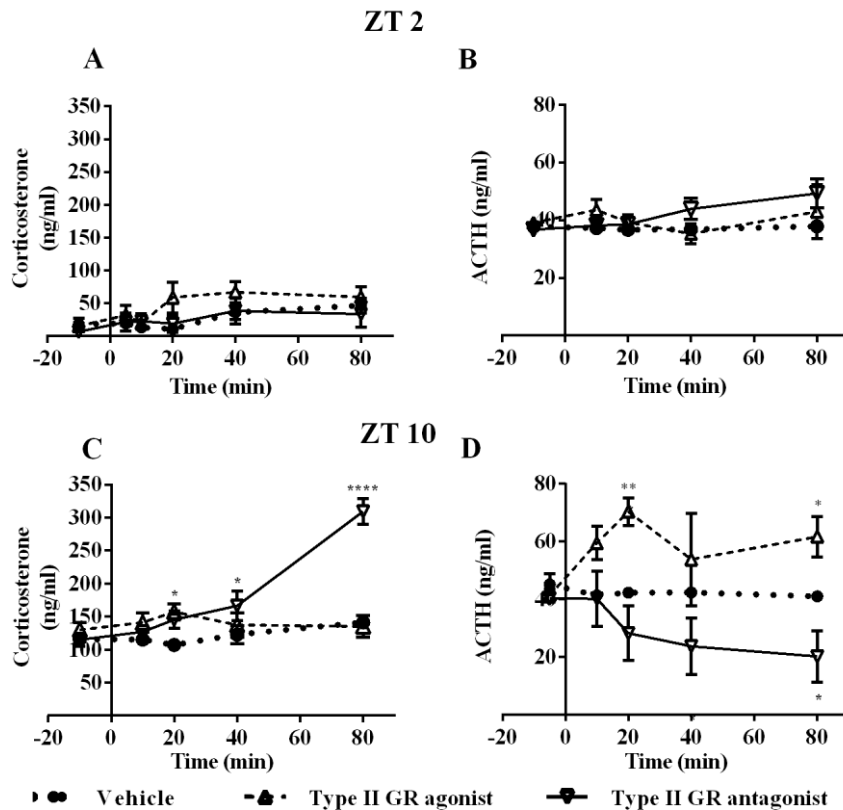 ZT 2
A
B
350
300
250
200
150
100
50
Corticosterone
(ng/ml)
-20 0 20 40 60 80
Time (min)
80
60
40
20
ACTH (ng/ml)
-20 0 20 40 60 80
Time (min)
ZT 10
C
D
350
300
250
200
150
100
50
Corticosterone
(ng/ml)
* * ****
-20 0 20 40 60 80
Time (min)
80
60
40
20
ACTH (ng/ml)
** *
*
-20 0 20 40 60 80
Time (min)
Vehicle Type II GR agonist Type II GR antagonist